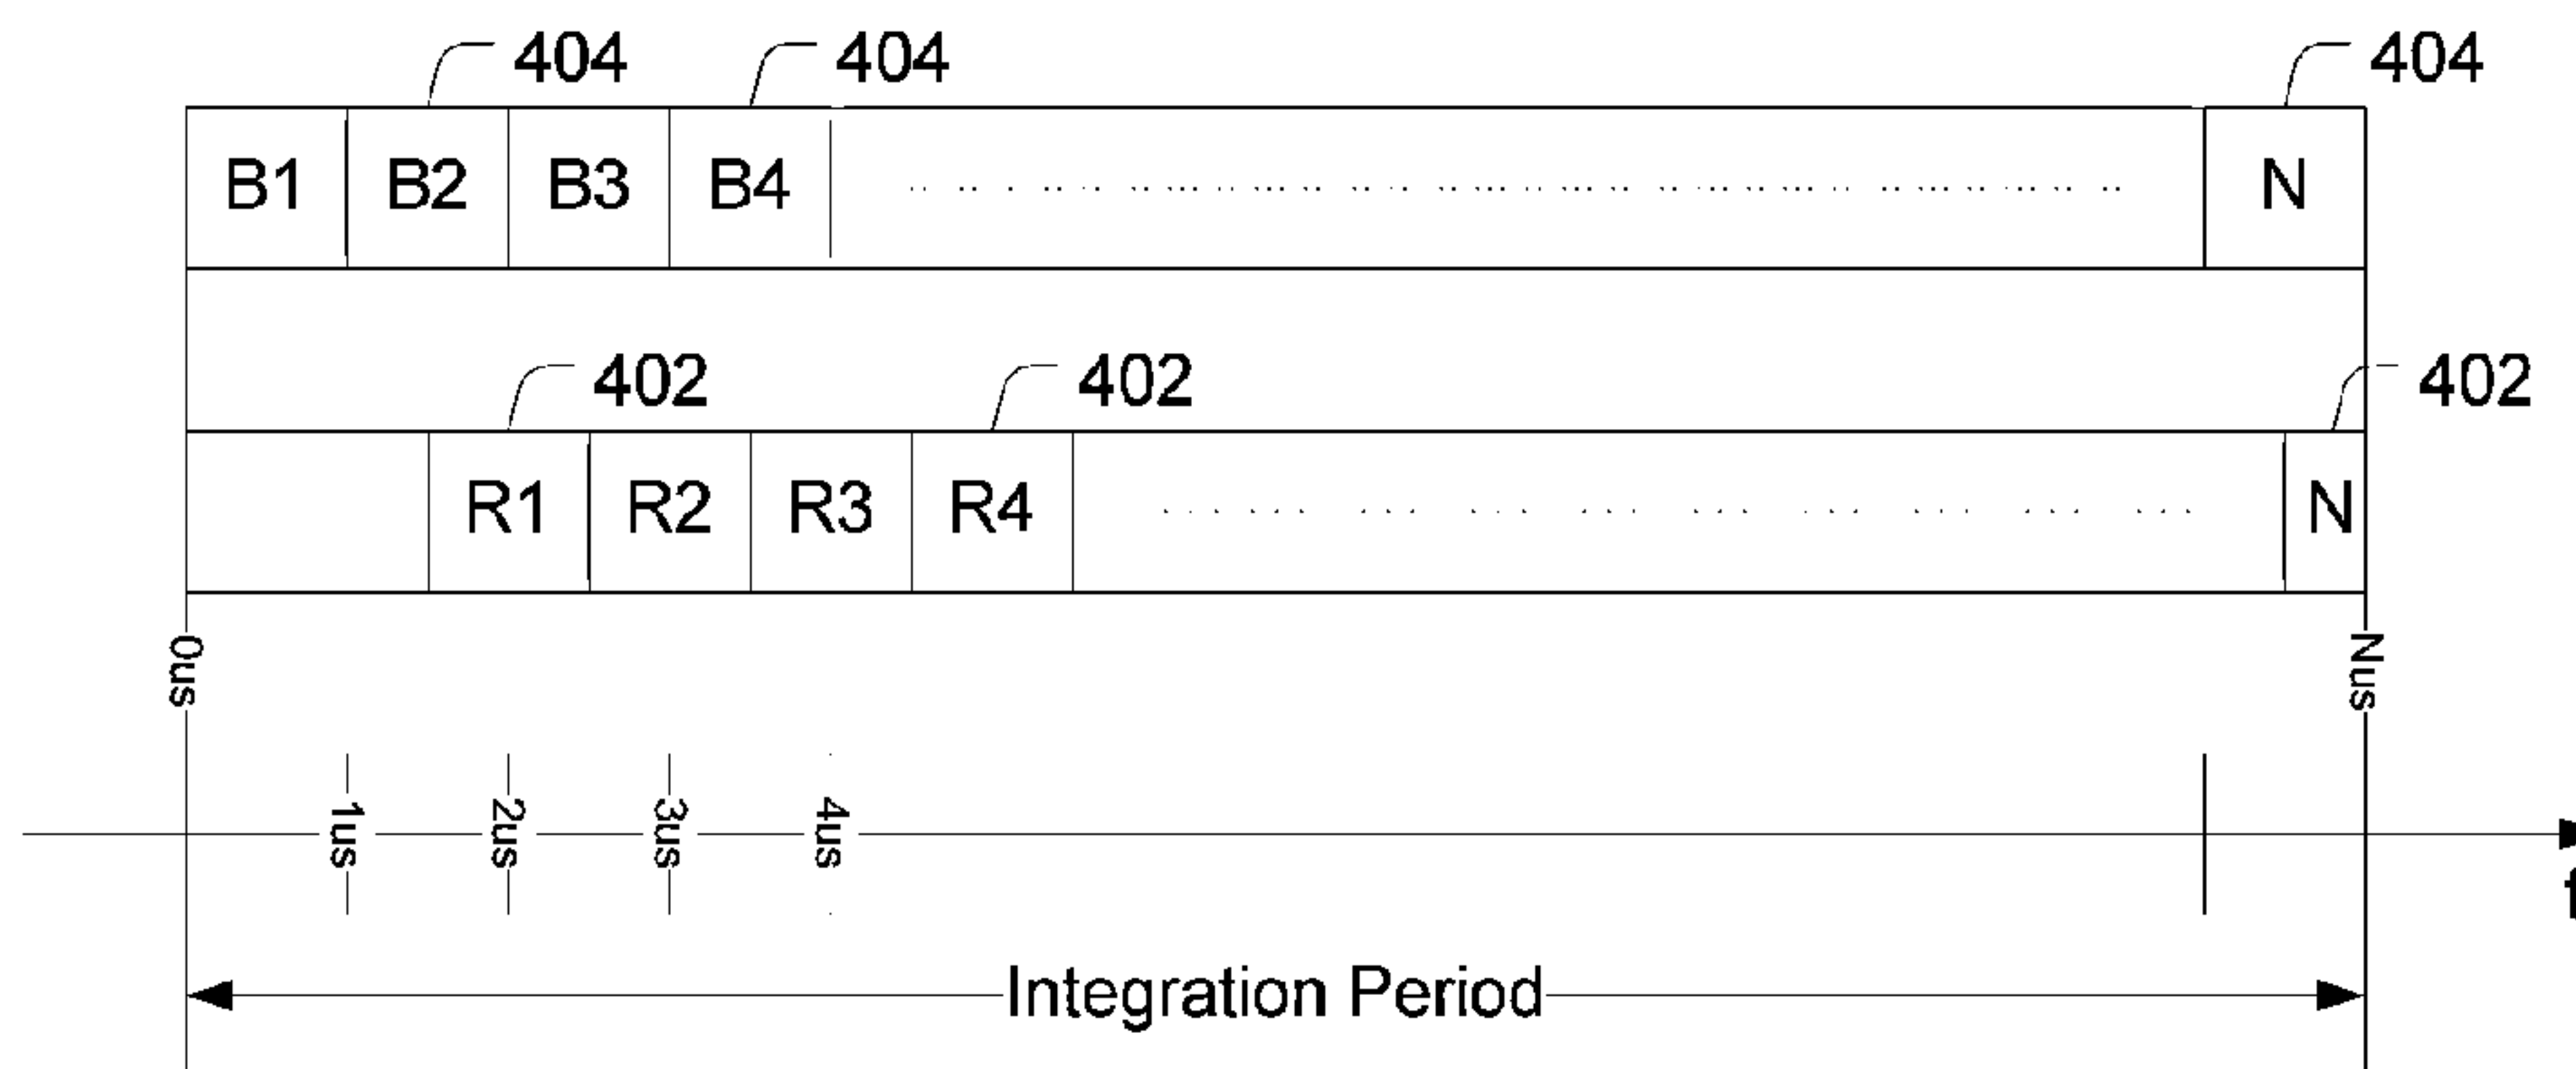 404 404 404
B1 B2 B3 B4 N
402 402 402
R1 R2 R3 R4 N
0us Nus
1us 2us 3us 4us
Integration Period